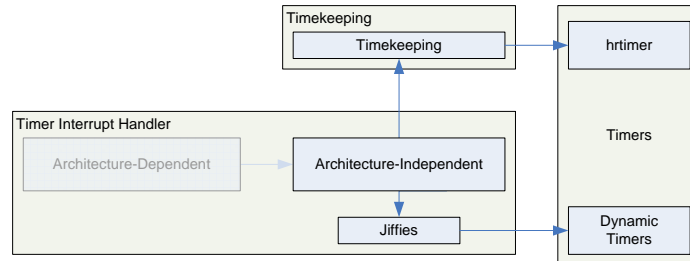 Timekeeping
Timekeeping
hrtimer
Timer Interrupt Handler
Architecture-Dependent
Architecture-Independent
Timers
Jiffies
Dynamic
Timers